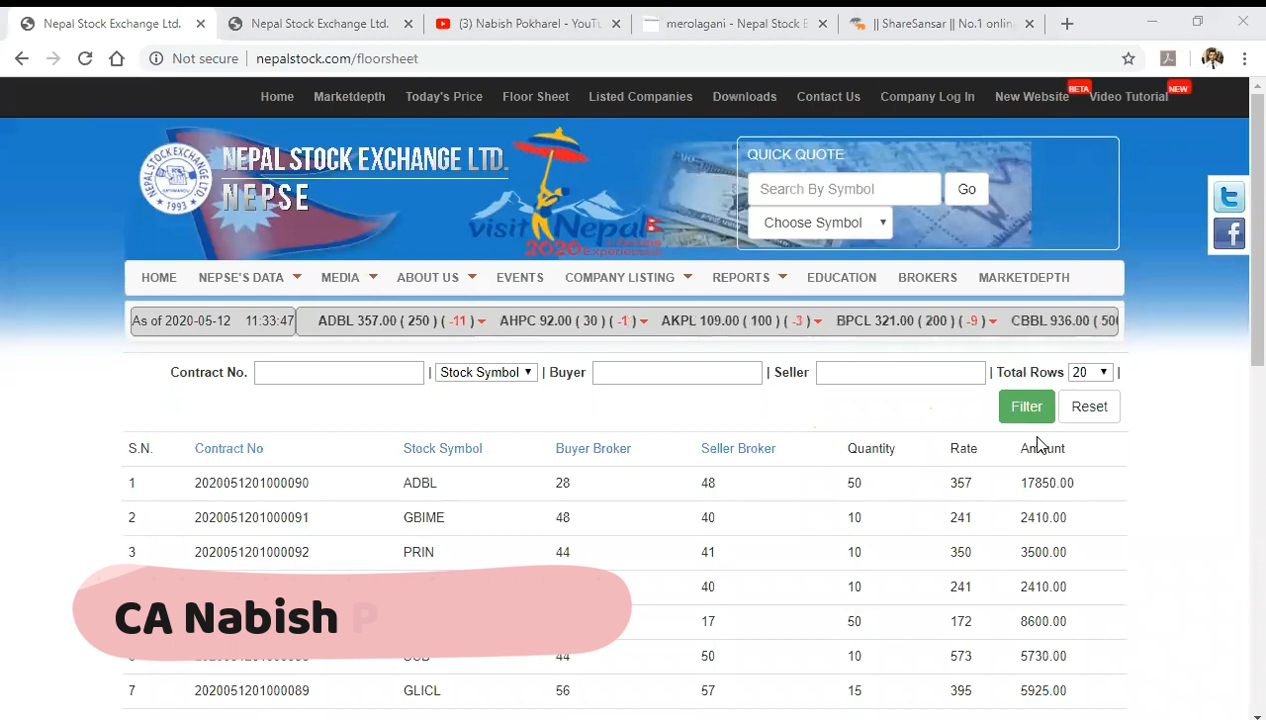 Nepal Stock Exchange Ltd.
Nepal Stock Exchange Ltd.
(3) Nabish Pokharel - YouTu
merolagani - Nepal Stock E
|| ShareSansar || No.1 onlin
Not secure | nepalstock.com/floorsheet
Home Marketdepth Today's Price Floor Sheet Listed Companies Downloads Contact Us Company Log In New Website BETA Video Tutorial NEW
NEPAL STOCK EXCHANGE LTD.
NEPSE
NEPAL STOCK EXCHANGE LTD.
1993
visit Nepal
2020 Lifetime Experiences
QUICK QUOTE
Search By Symbol Go
Choose Symbol
HOME NEPSE'S DATA MEDIA ABOUT US EVENTS COMPANY LISTING REPORTS EDUCATION BROKERS MARKETDEPTH
As of 2020-05-12 11:33:47 ADBL 357.00 ( 250 ) ( -11 ) AHPC 92.00 ( 30 ) ( -1 ) AKPL 109.00 ( 100 ) ( -3 ) BPCL 321.00 ( 200 ) ( -9 ) CBBL 936.00 ( 500
Contract No. | Stock Symbol | Buyer | Seller | Total Rows 20 |
Filter Reset
S.N. Contract No Stock Symbol Buyer Broker Seller Broker Quantity Rate Amount
1 2020051201000090 ADBL 28 48 50 357 17850.00
2 2020051201000091 GBIME 48 40 10 241 2410.00
3 2020051201000092 PRIN 44 41 10 350 3500.00
40 10 241 2410.00
17 50 172 8600.00
44 50 10 573 5730.00
7 2020051201000089 GLICL 56 57 15 395 5925.00
CA Nabish P